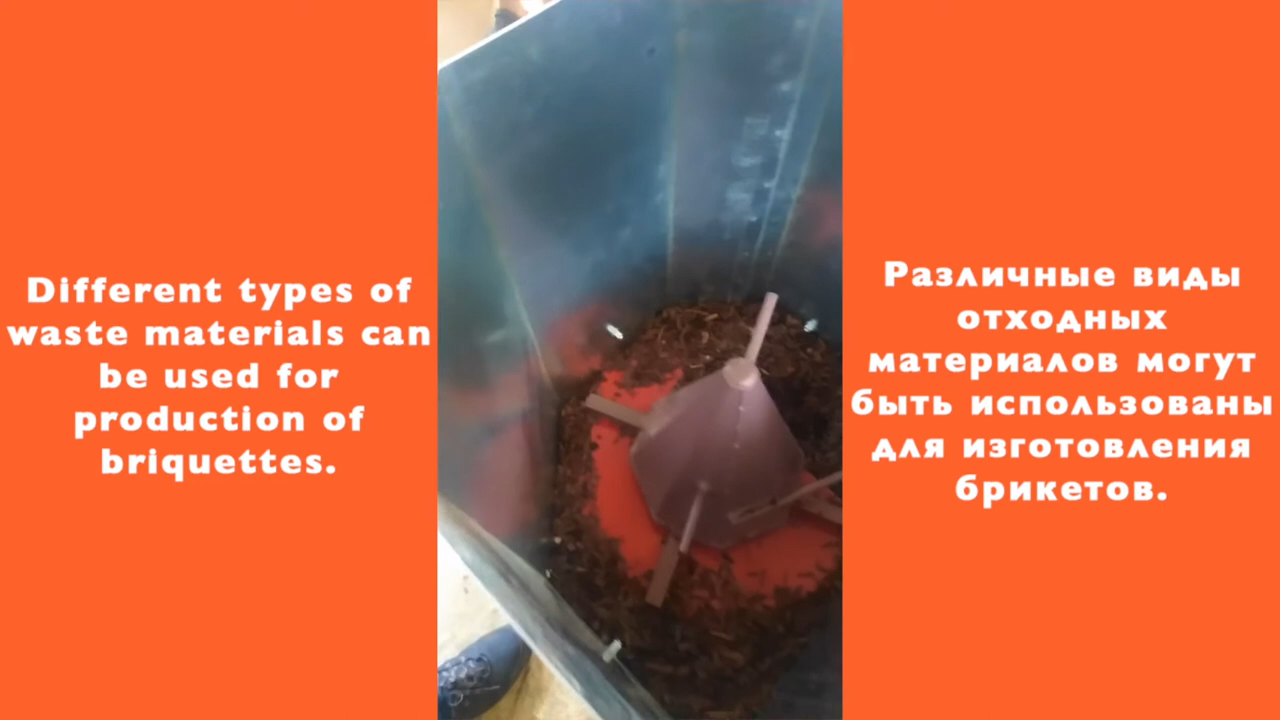 Different types of
waste materials can
be used for
production of
briquettes.
Различные виды
отходных
материалов могут
быть использованы
для изготовления
брикетов.